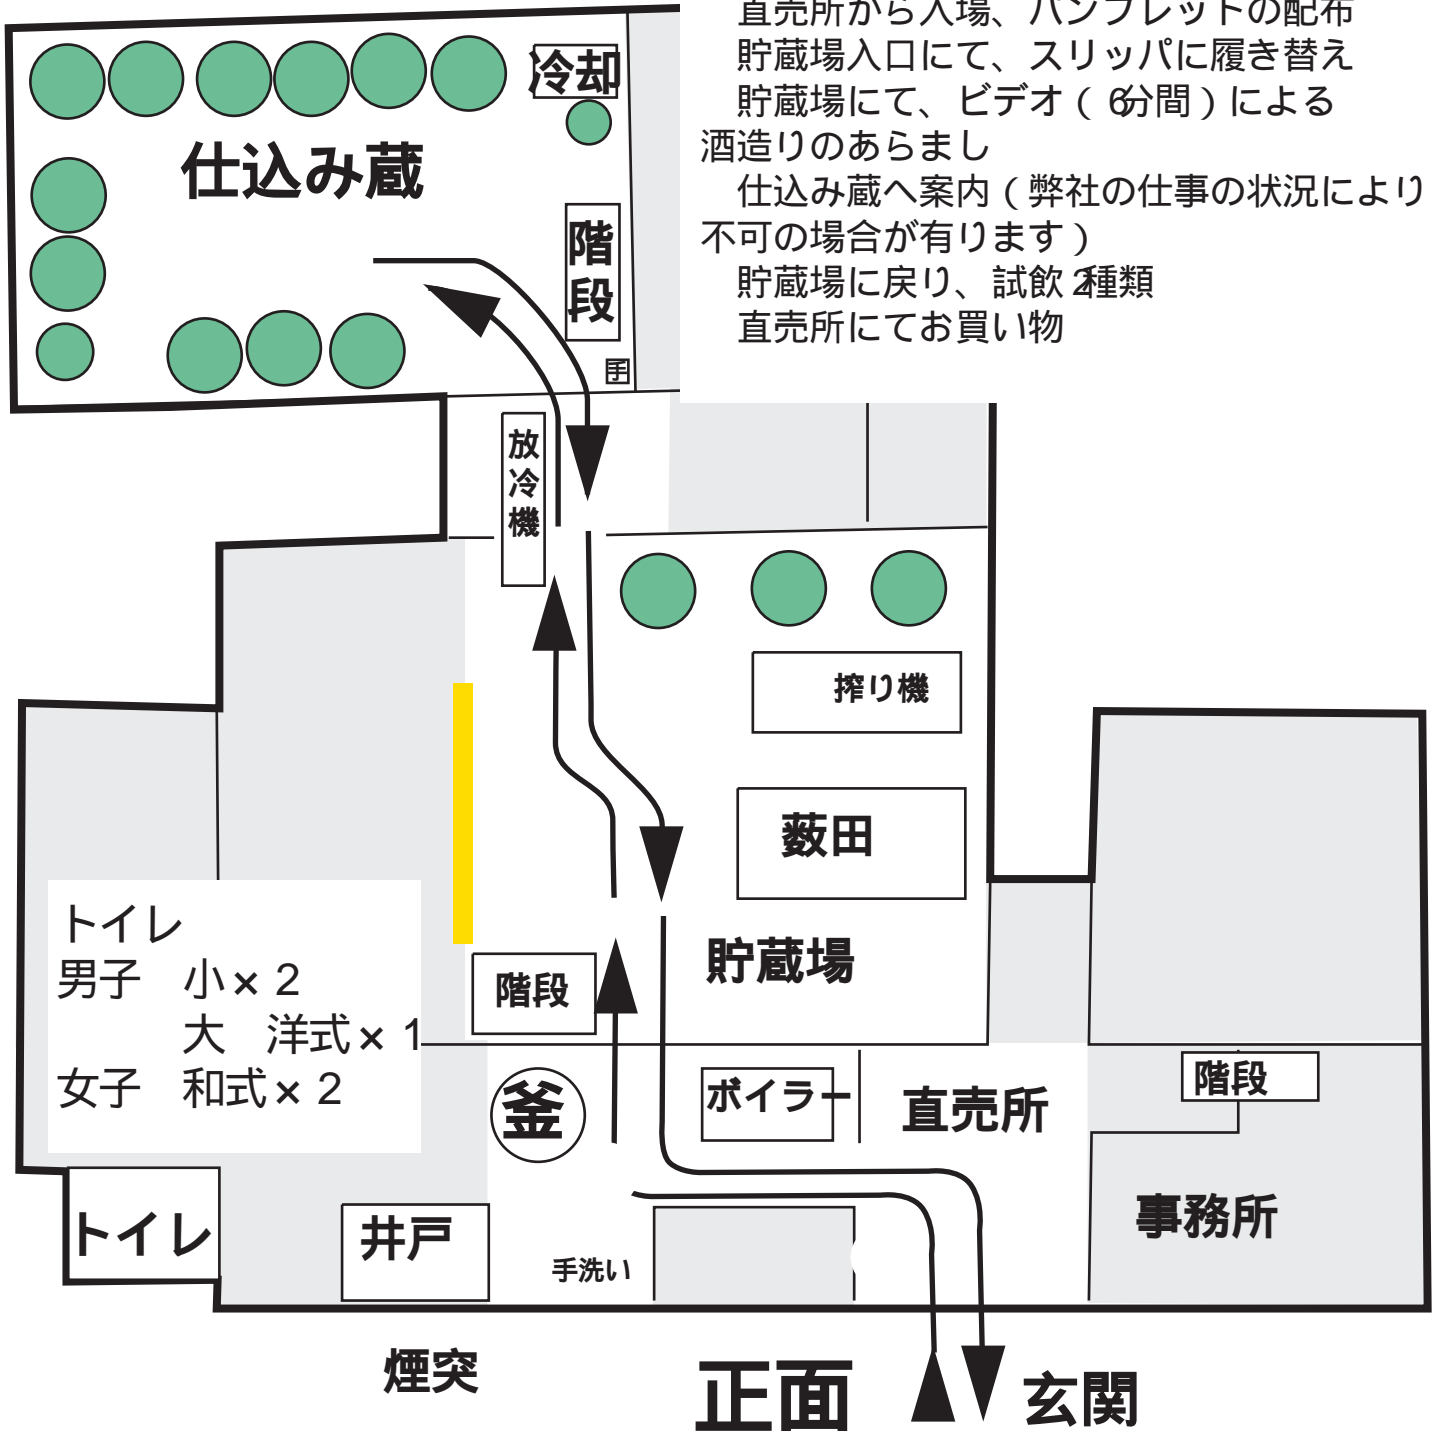 直売所から入場、パンフレットの配布
貯蔵場入口にて、スリッパに履き替え
貯蔵場にて、ビデオ（6分間）による
酒造りのあらまし
仕込み蔵へ案内（弊社の仕事の状況により
不可の場合が有ります）
貯蔵場に戻り、試飲2種類
直売所にてお買い物
冷却
仕込み蔵
階段
手
放冷機
搾り機
薮田
貯蔵場
階段
トイレ
男子　小×2
大　洋式×1
女子　和式×2
釜
ボイラー
直売所
階段
事務所
トイレ
井戸
手洗い
煙突
正面
玄関